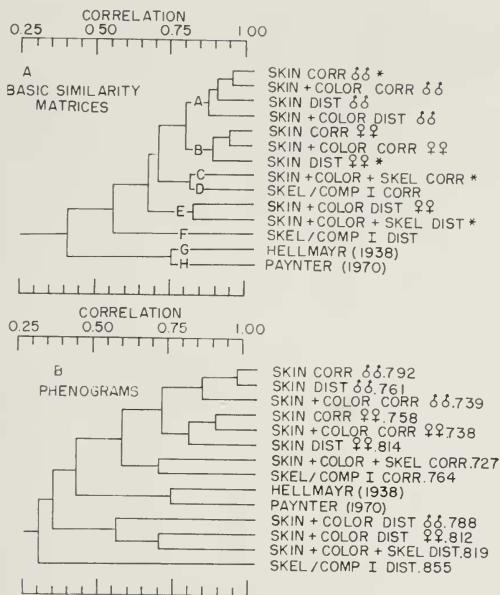 CORRELATION
0.25 0.50 0.75 1.00
A
BASIC SIMILARITY
MATRICES
SKIN CORR ♂♂ *
SKIN + COLOR CORR ♂♂
SKIN DIST ♂♂
SKIN + COLOR DIST ♂♂
SKIN CORR ♀♀
SKIN + COLOR CORR ♀♀
SKIN DIST ♀♀ *
SKIN + COLOR + SKEL CORR *
SKEL/COMP I CORR
SKIN + COLOR DIST ♀♀
SKIN + COLOR + SKEL DIST *
SKEL/COMP I DIST
HELLMAYR (1938)
PAYNTER (1970)
A
B
C
D
E
F
G
H
CORRELATION
0.25 0.50 0.75 1.00
B
PHENOGRAMS
SKIN CORR ♂♂.792
SKIN DIST ♂♂.761
SKIN + COLOR CORR ♂♂.739
SKIN CORR ♀♀.758
SKIN + COLOR CORR ♀♀.738
SKIN DIST ♀♀.814
SKIN + COLOR + SKEL CORR.727
SKEL/COMP I CORR.764
HELLMAYR (1938)
PAYNTER (1970)
SKIN + COLOR DIST ♂♂.788
SKIN + COLOR DIST ♀♀.812
SKIN + COLOR + SKEL DIST.819
SKEL/COMP I DIST.855